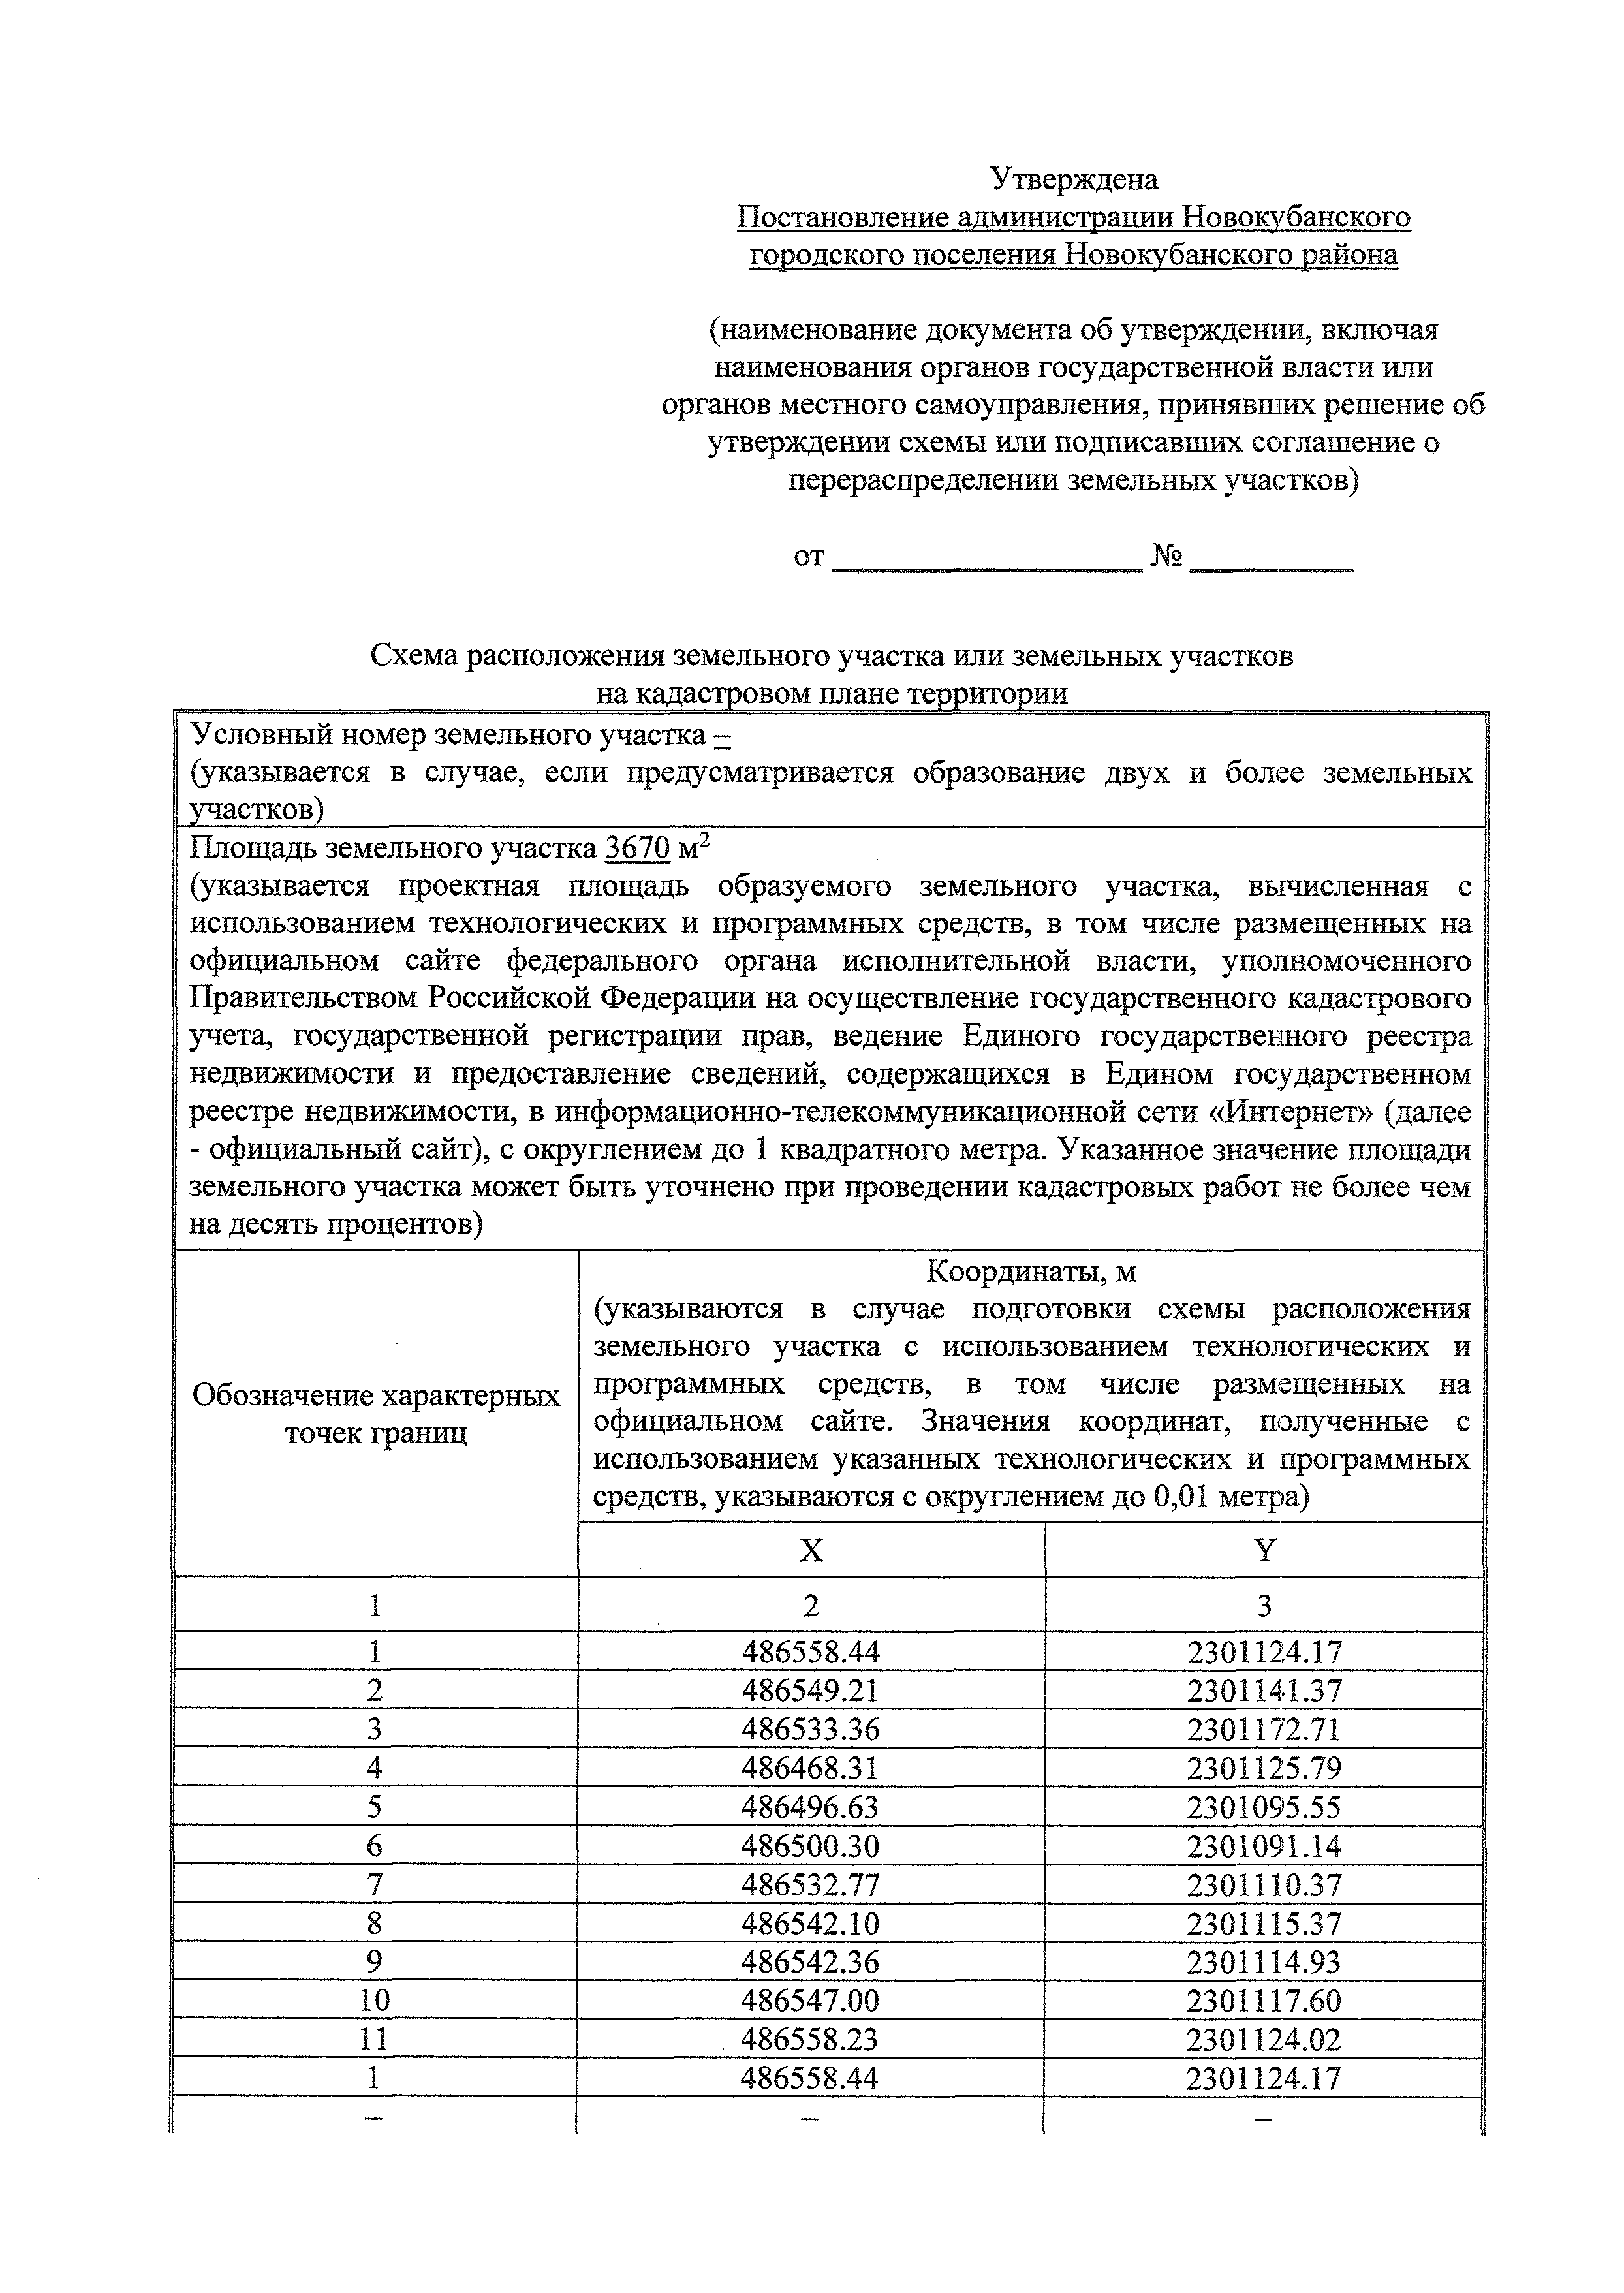 Утверждена
Постановление администрации Новокубанского
городского поселения Новокубанского района
(наименование документа об утверждении, включая
наименования органов государственной власти или
органов местного самоуправления, принявших решение об
утверждении схемы или подписавших соглашение о
перераспределении земельных участков)
от ____________________ № __________
Схема расположения земельного участка или земельных участков
на кадастровом плане территории
Условный номер земельного участка –
(указывается в случае, если предусматривается образование двух и более земельных
участков)
Площадь земельного участка 3670 м²
(указывается проектная площадь образуемого земельного участка, вычисленная с
использованием технологических и программных средств, в том числе размещенных на
официальном сайте федерального органа исполнительной власти, уполномоченного
Правительством Российской Федерации на осуществление государственного кадастрового
учета, государственной регистрации прав, ведение Единого государственного реестра
недвижимости и предоставление сведений, содержащихся в Едином государственном
реестре недвижимости, в информационно-телекоммуникационной сети «Интернет» (далее
- официальный сайт), с округлением до 1 квадратного метра. Указанное значение площади
земельного участка может быть уточнено при проведении кадастровых работ не более чем
на десять процентов)
Обозначение характерных
точек границ
Координаты, м
(указываются в случае подготовки схемы расположения
земельного участка с использованием технологических и
программных средств, в том числе размещенных на
официальном сайте. Значения координат, полученные с
использованием указанных технологических и программных
средств, указываются с округлением до 0,01 метра)
X Y
1 2 3
1 486558.44 2301124.17
2 486549.21 2301141.37
3 486533.36 2301172.71
4 486468.31 2301125.79
5 486496.63 2301095.55
6 486500.30 2301091.14
7 486532.77 2301110.37
8 486542.10 2301115.37
9 486542.36 2301114.93
10 486547.00 2301117.60
11 486558.23 2301124.02
1 486558.44 2301124.17
– – –